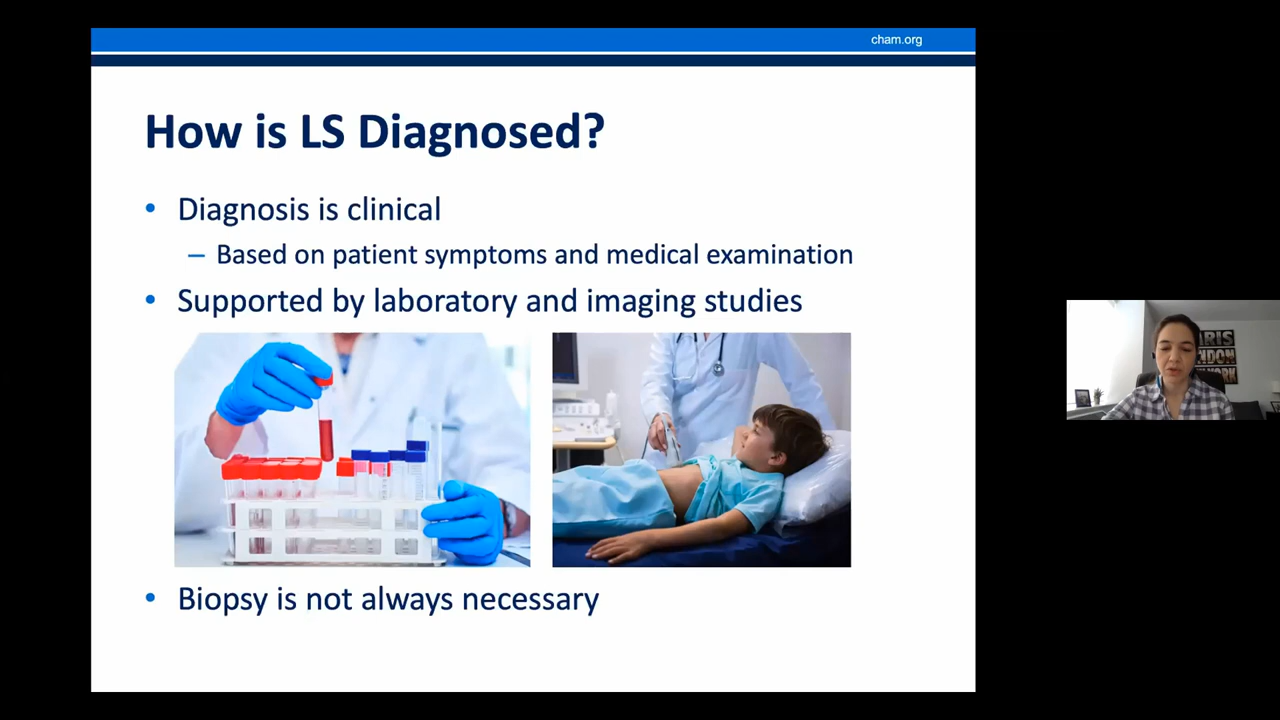 cham.org
How is LS Diagnosed?
• Diagnosis is clinical
– Based on patient symptoms and medical examination
• Supported by laboratory and imaging studies
• Biopsy is not always necessary